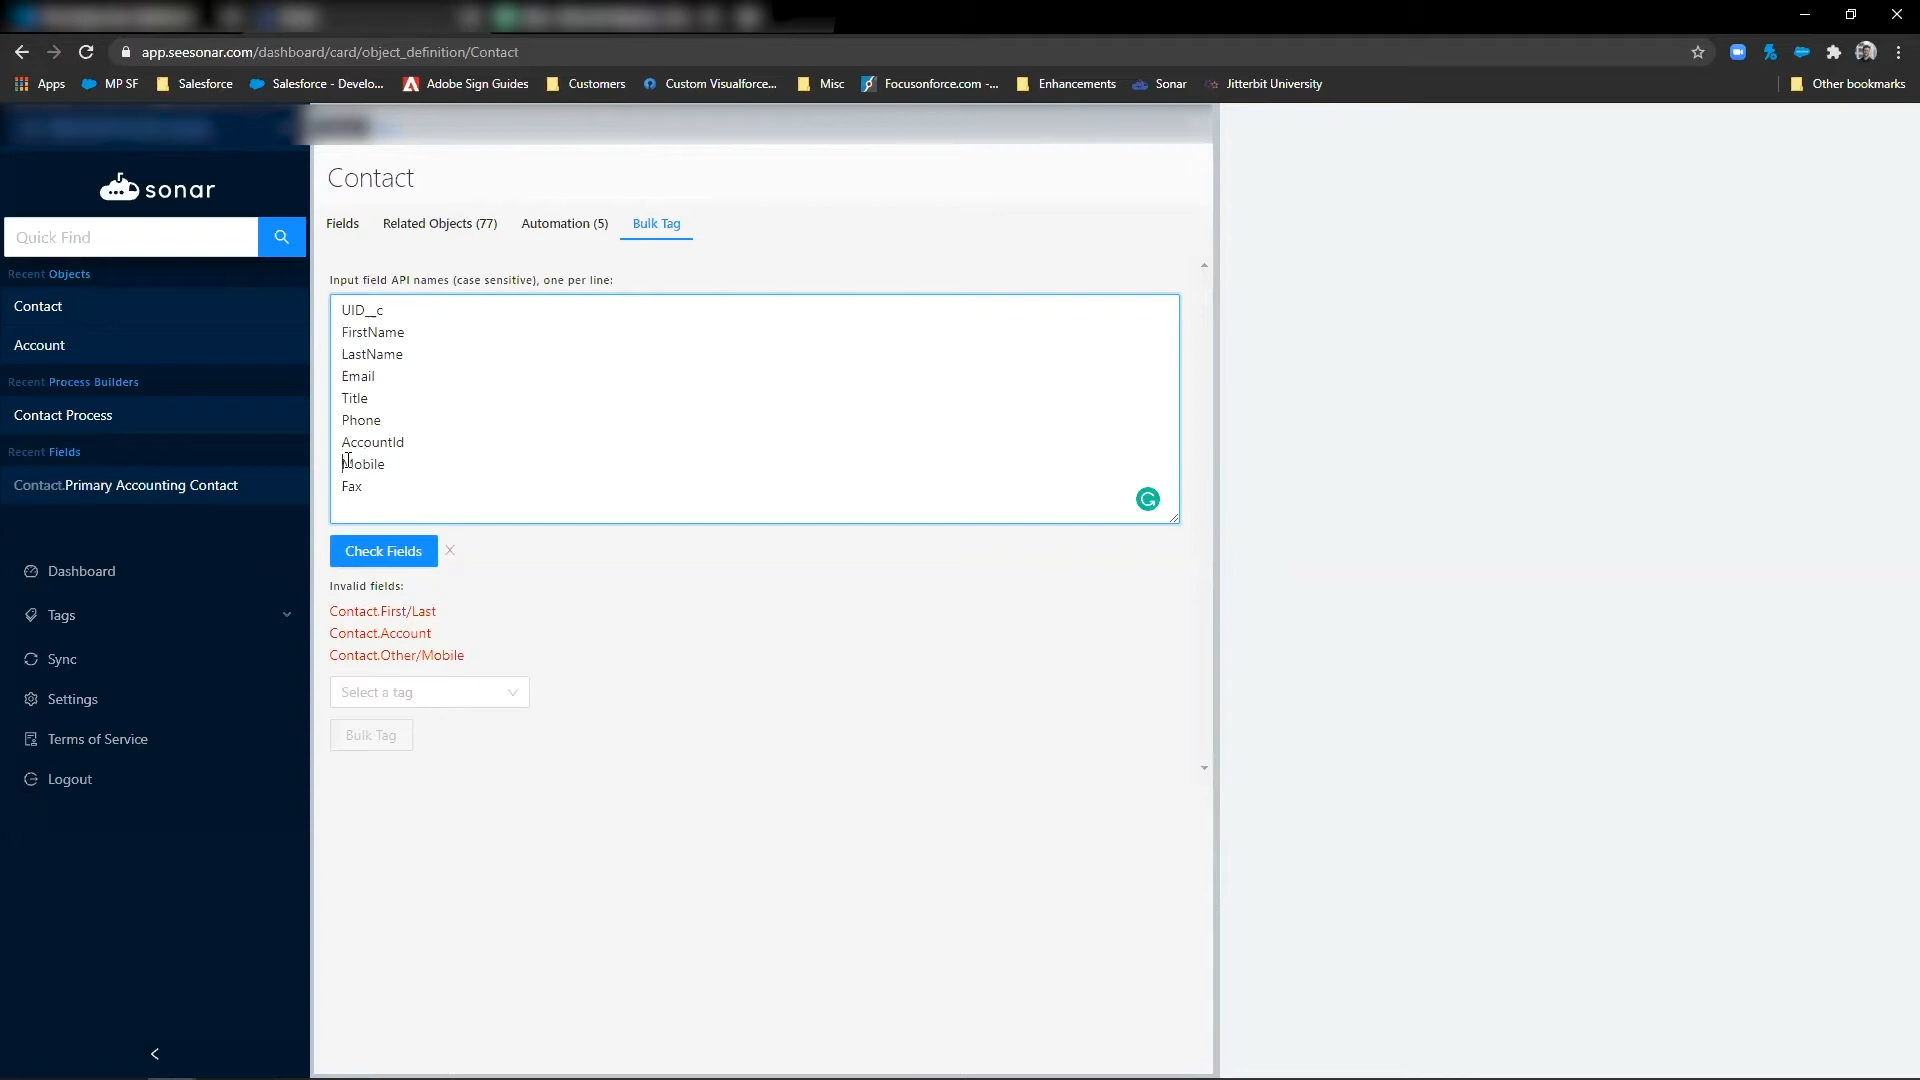 app.seesonar.com/dashboard/card/object_definition/Contact
Apps MP SF Salesforce Salesforce - Develo... Adobe Sign Guides Customers Custom Visualforce... Misc Focusonforce.com -... Enhancements Sonar Jitterbit University Other bookmarks
sonar
Quick Find
Recent Objects
Contact
Account
Recent Process Builders
Contact Process
Recent Fields
Contact.Primary Accounting Contact
Dashboard
Tags
Sync
Settings
Terms of Service
Logout
Contact
Fields Related Objects (77) Automation (5) Bulk Tag
Input field API names (case sensitive), one per line:
UID__c
FirstName
LastName
Email
Title
Phone
AccountId
Mobile
Fax
Check Fields
Invalid fields:
Contact.First/Last
Contact.Account
Contact.Other/Mobile
Select a tag
Bulk Tag